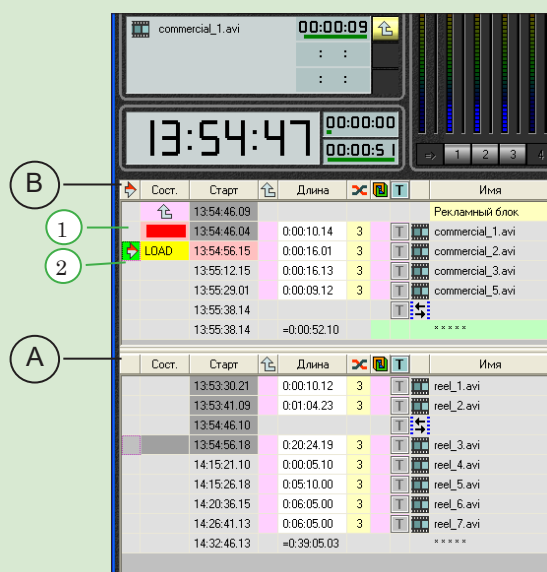 commercial_1.avi 00:00:09
: :
: :
13:54:47 00:00:00
00:00:51
1 2 3 4
B Сост. Старт Длина T Имя
13:54:46.09 Рекламный блок
1 13:54:46.04 0:00:10.14 3 T commercial_1.avi
2 LOAD 13:54:56.15 0:00:16.01 3 T commercial_2.avi
13:55:12.15 0:00:16.13 3 T commercial_3.avi
13:55:29.01 0:00:09.12 3 T commercial_5.avi
13:55:38.14 T
13:55:38.14 =0:00:52.10 * * * * *
A Сост. Старт Длина T Имя
13:53:30.21 0:00:10.12 3 T reel_1.avi
13:53:41.09 0:01:04.23 3 T reel_2.avi
13:54:46.10 T
13:54:56.18 0:20:24.19 3 T reel_3.avi
14:15:21.10 0:00:05.10 3 T reel_4.avi
14:15:26.18 0:05:10.00 3 T reel_5.avi
14:20:36.15 0:06:05.00 3 T reel_6.avi
14:26:41.13 0:06:05.00 3 T reel_7.avi
14:32:46.13 =0:39:05.03 * * * * *